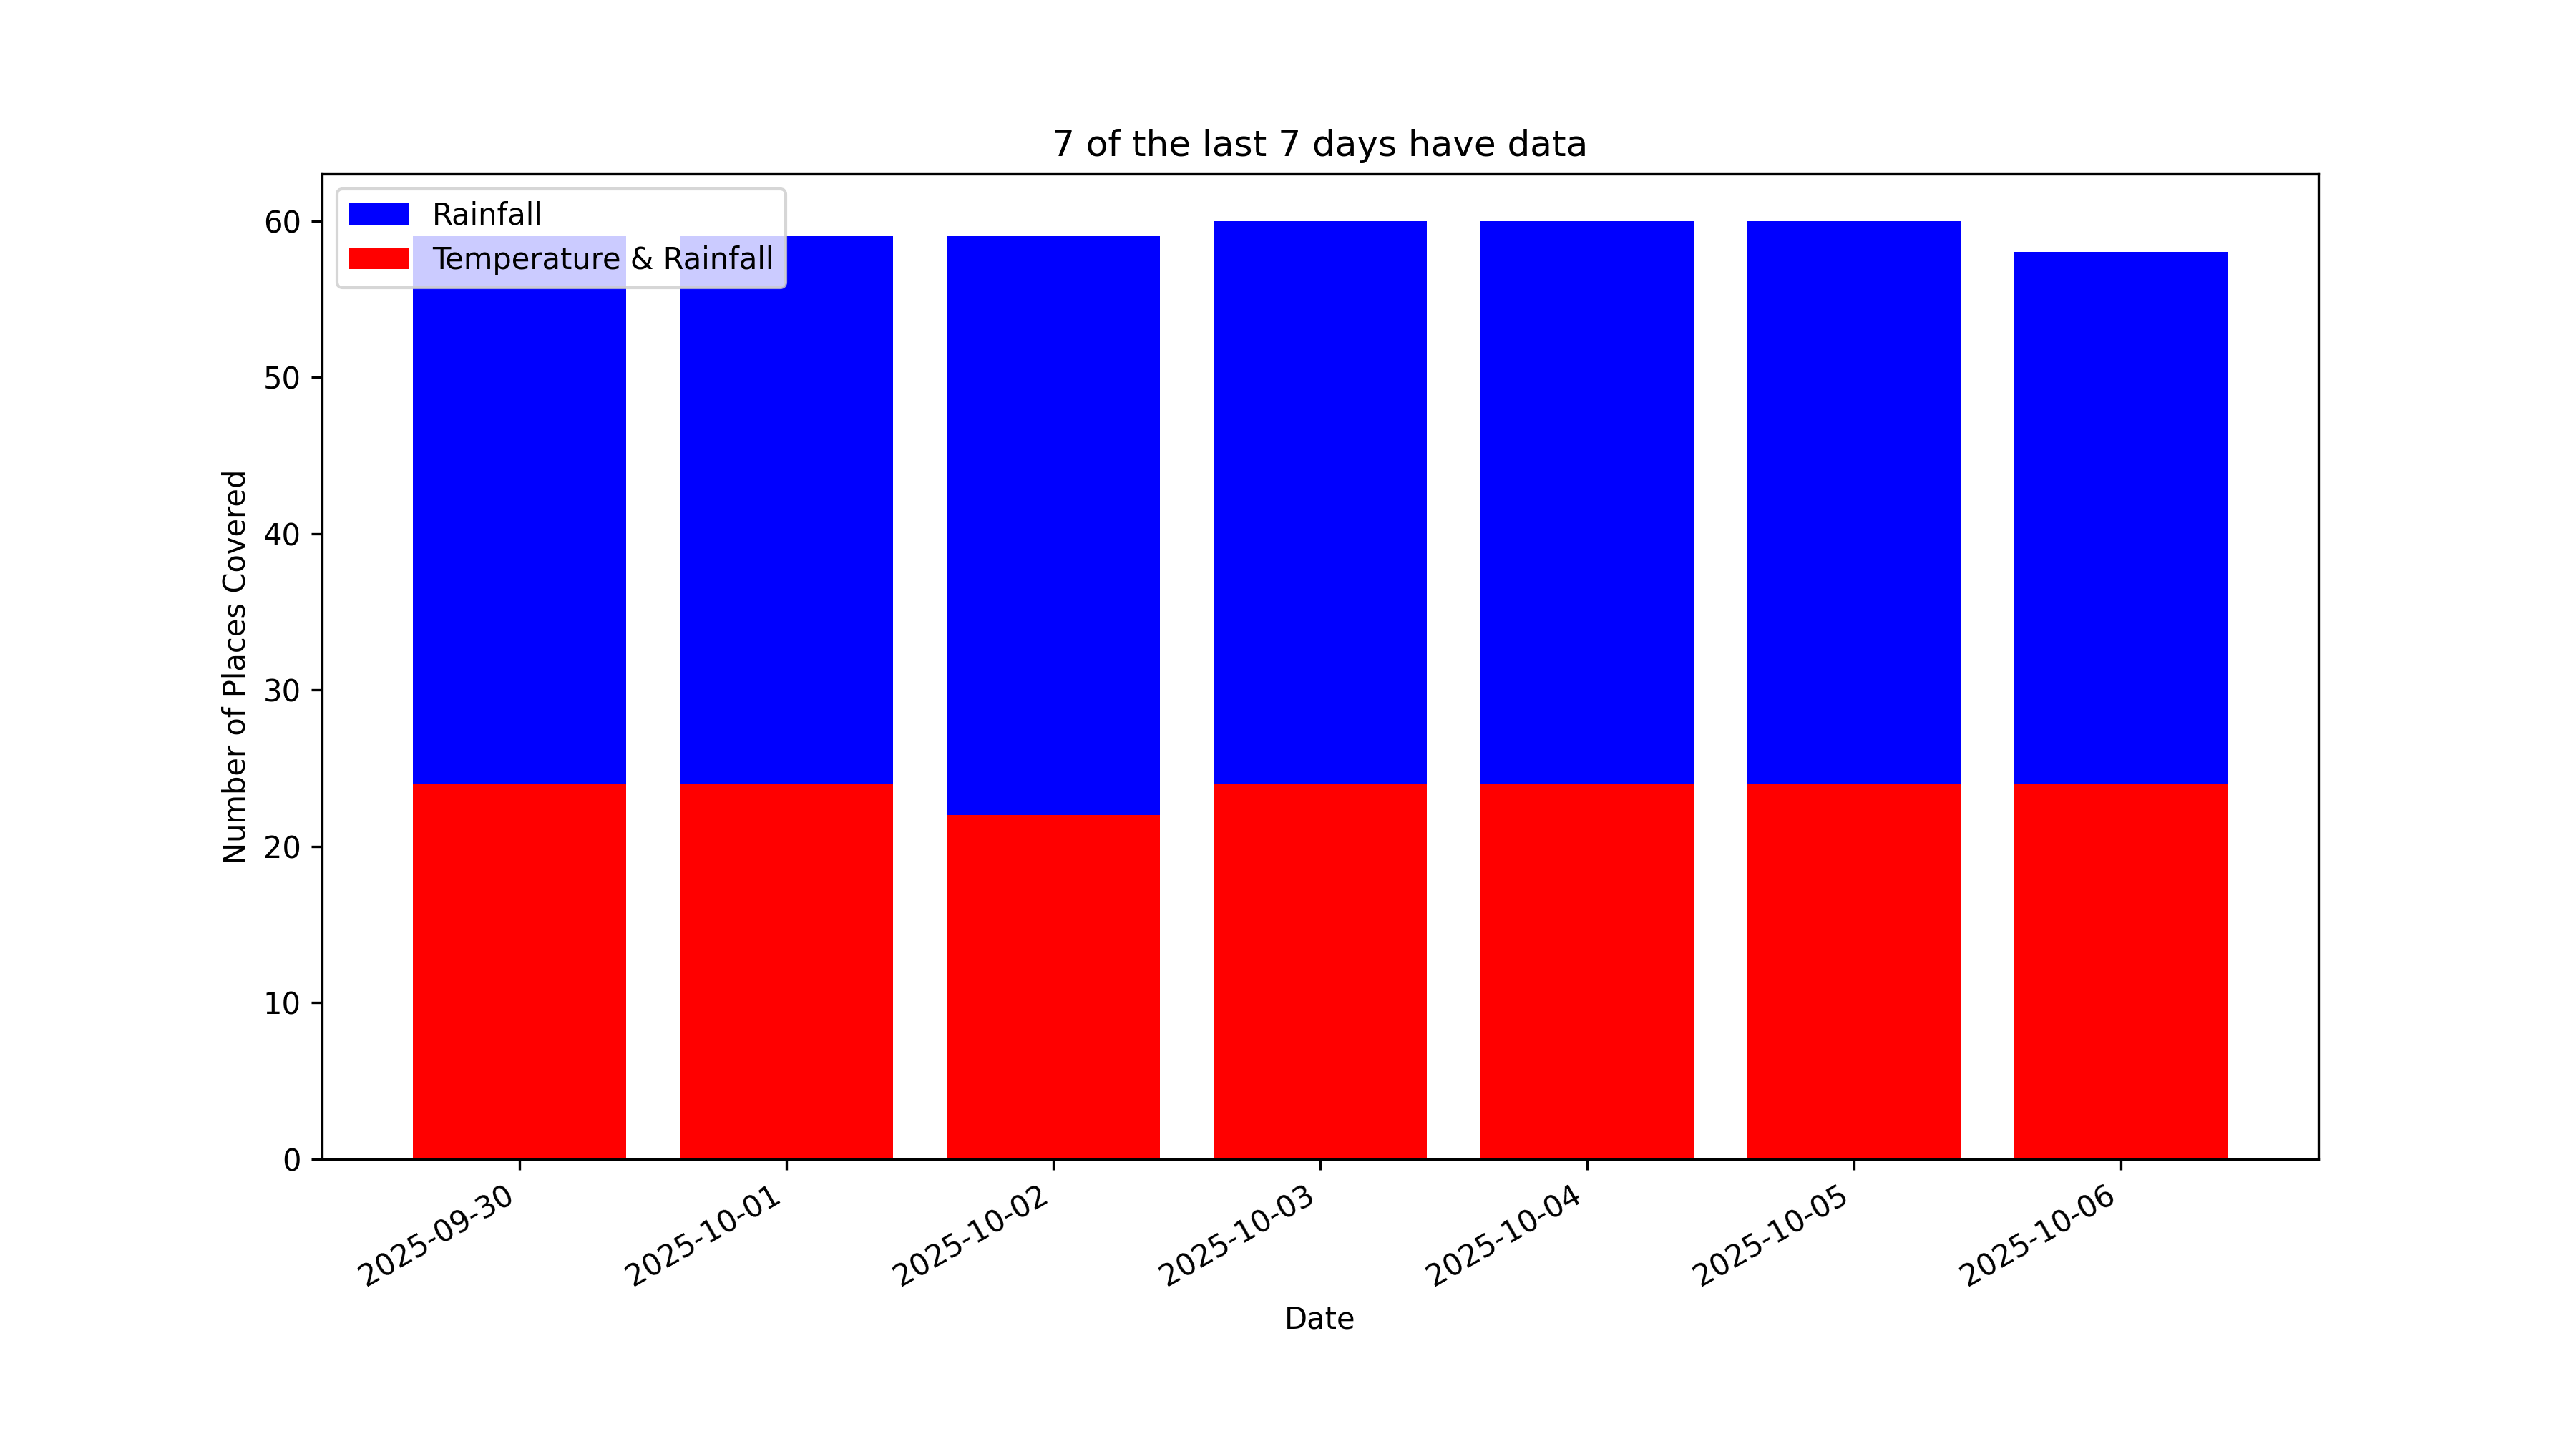 7 of the last 7 days have data
Rainfall
Temperature & Rainfall
Number of Places Covered
60
50
40
30
20
10
0
2025-09-30
2025-10-01
2025-10-02
2025-10-03
2025-10-04
2025-10-05
2025-10-06
Date